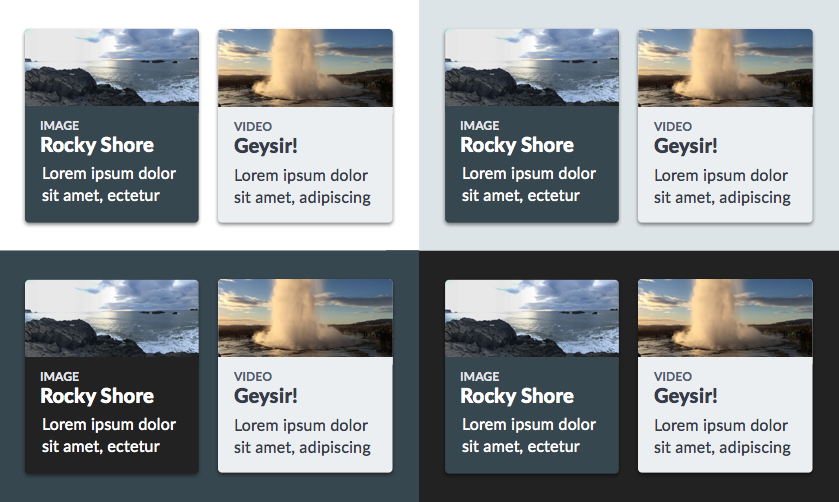 IMAGE
Rocky Shore
Lorem ipsum dolor
sit amet, ectetur
VIDEO
Geysir!
Lorem ipsum dolor
sit amet, adipiscing
IMAGE
Rocky Shore
Lorem ipsum dolor
sit amet, ectetur
VIDEO
Geysir!
Lorem ipsum dolor
sit amet, adipiscing
IMAGE
Rocky Shore
Lorem ipsum dolor
sit amet, ectetur
VIDEO
Geysir!
Lorem ipsum dolor
sit amet, adipiscing
IMAGE
Rocky Shore
Lorem ipsum dolor
sit amet, ectetur
VIDEO
Geysir!
Lorem ipsum dolor
sit amet, adipiscing